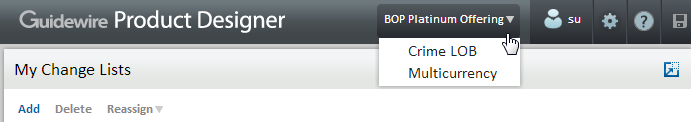 Guidewire Product Designer
BOP Platinum Offering
su
Crime LOB
Multicurrency
My Change Lists
Add Delete Reassign